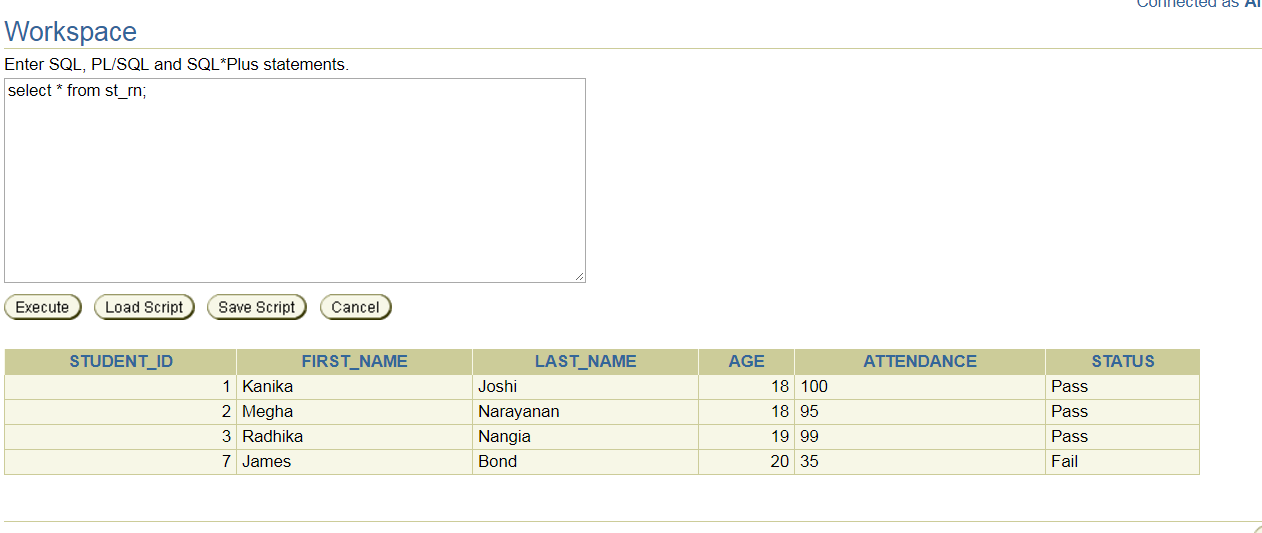 Connected as
Workspace
Enter SQL, PL/SQL and SQL*Plus statements.
select * from st_rn;
Execute Load Script Save Script Cancel
STUDENT_ID FIRST_NAME LAST_NAME AGE ATTENDANCE STATUS
1 Kanika Joshi 18 100 Pass
2 Megha Narayanan 18 95 Pass
3 Radhika Nangia 19 99 Pass
7 James Bond 20 35 Fail